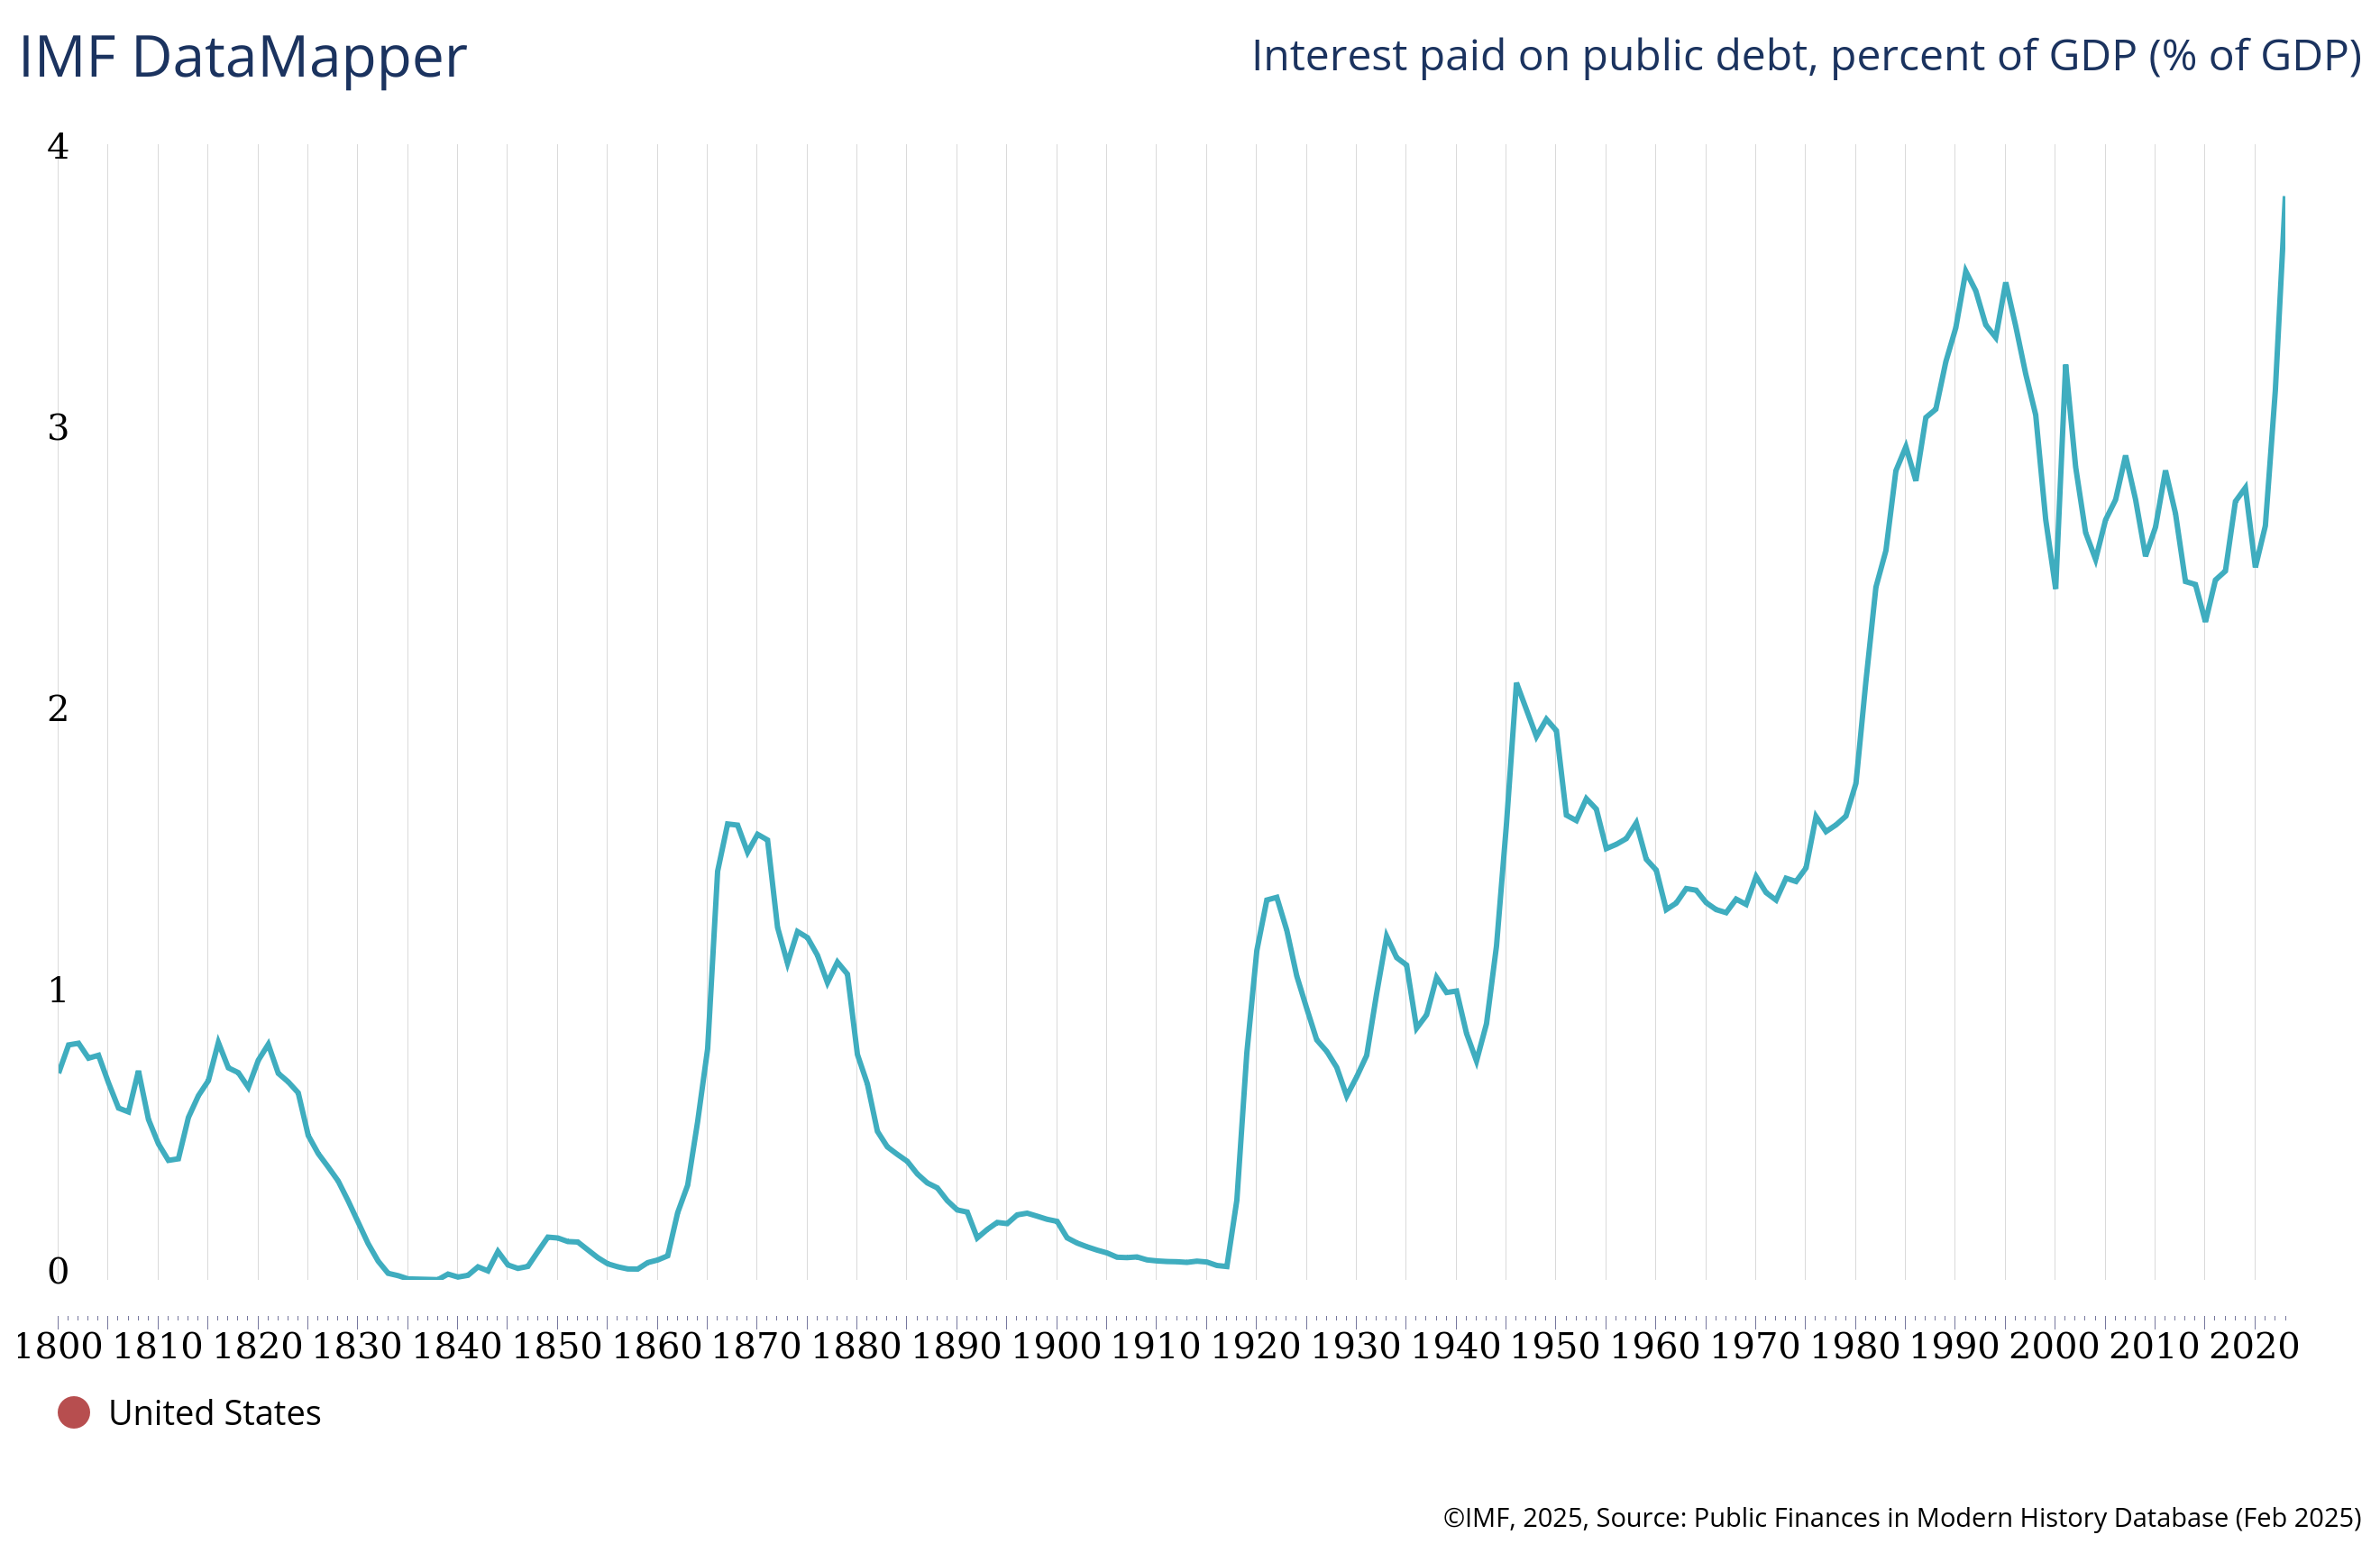 IMF DataMapper
Interest paid on public debt, percent of GDP (% of GDP)
4
3
2
1
0
1800 1810 1820 1830 1840 1850 1860 1870 1880 1890 1900 1910 1920 1930 1940 1950 1960 1970 1980 1990 2000 2010 2020
United States
©IMF, 2025, Source: Public Finances in Modern History Database (Feb 2025)